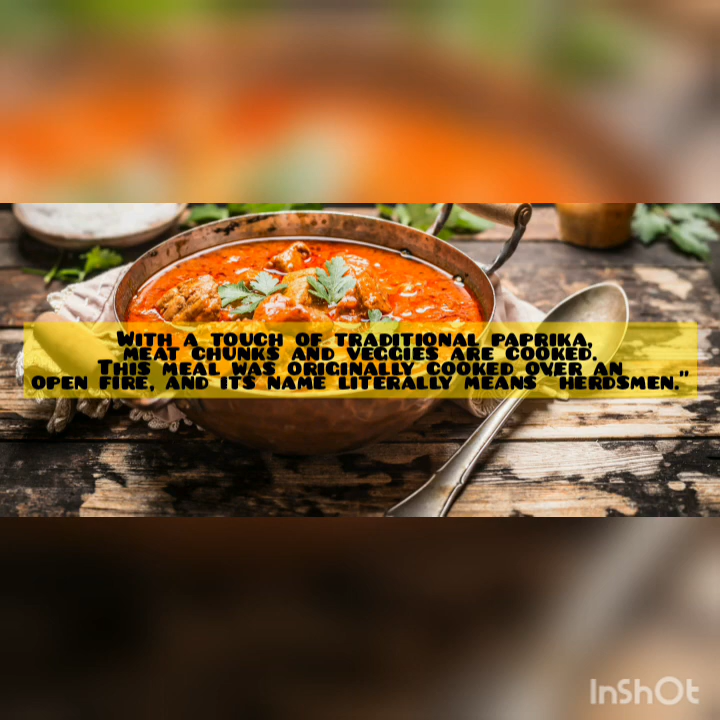 With a touch of traditional paprika,
meat chunks and veggies are cooked.
This meal was originally cooked over an
open fire, and its name literally means "herdsmen."
InShOt